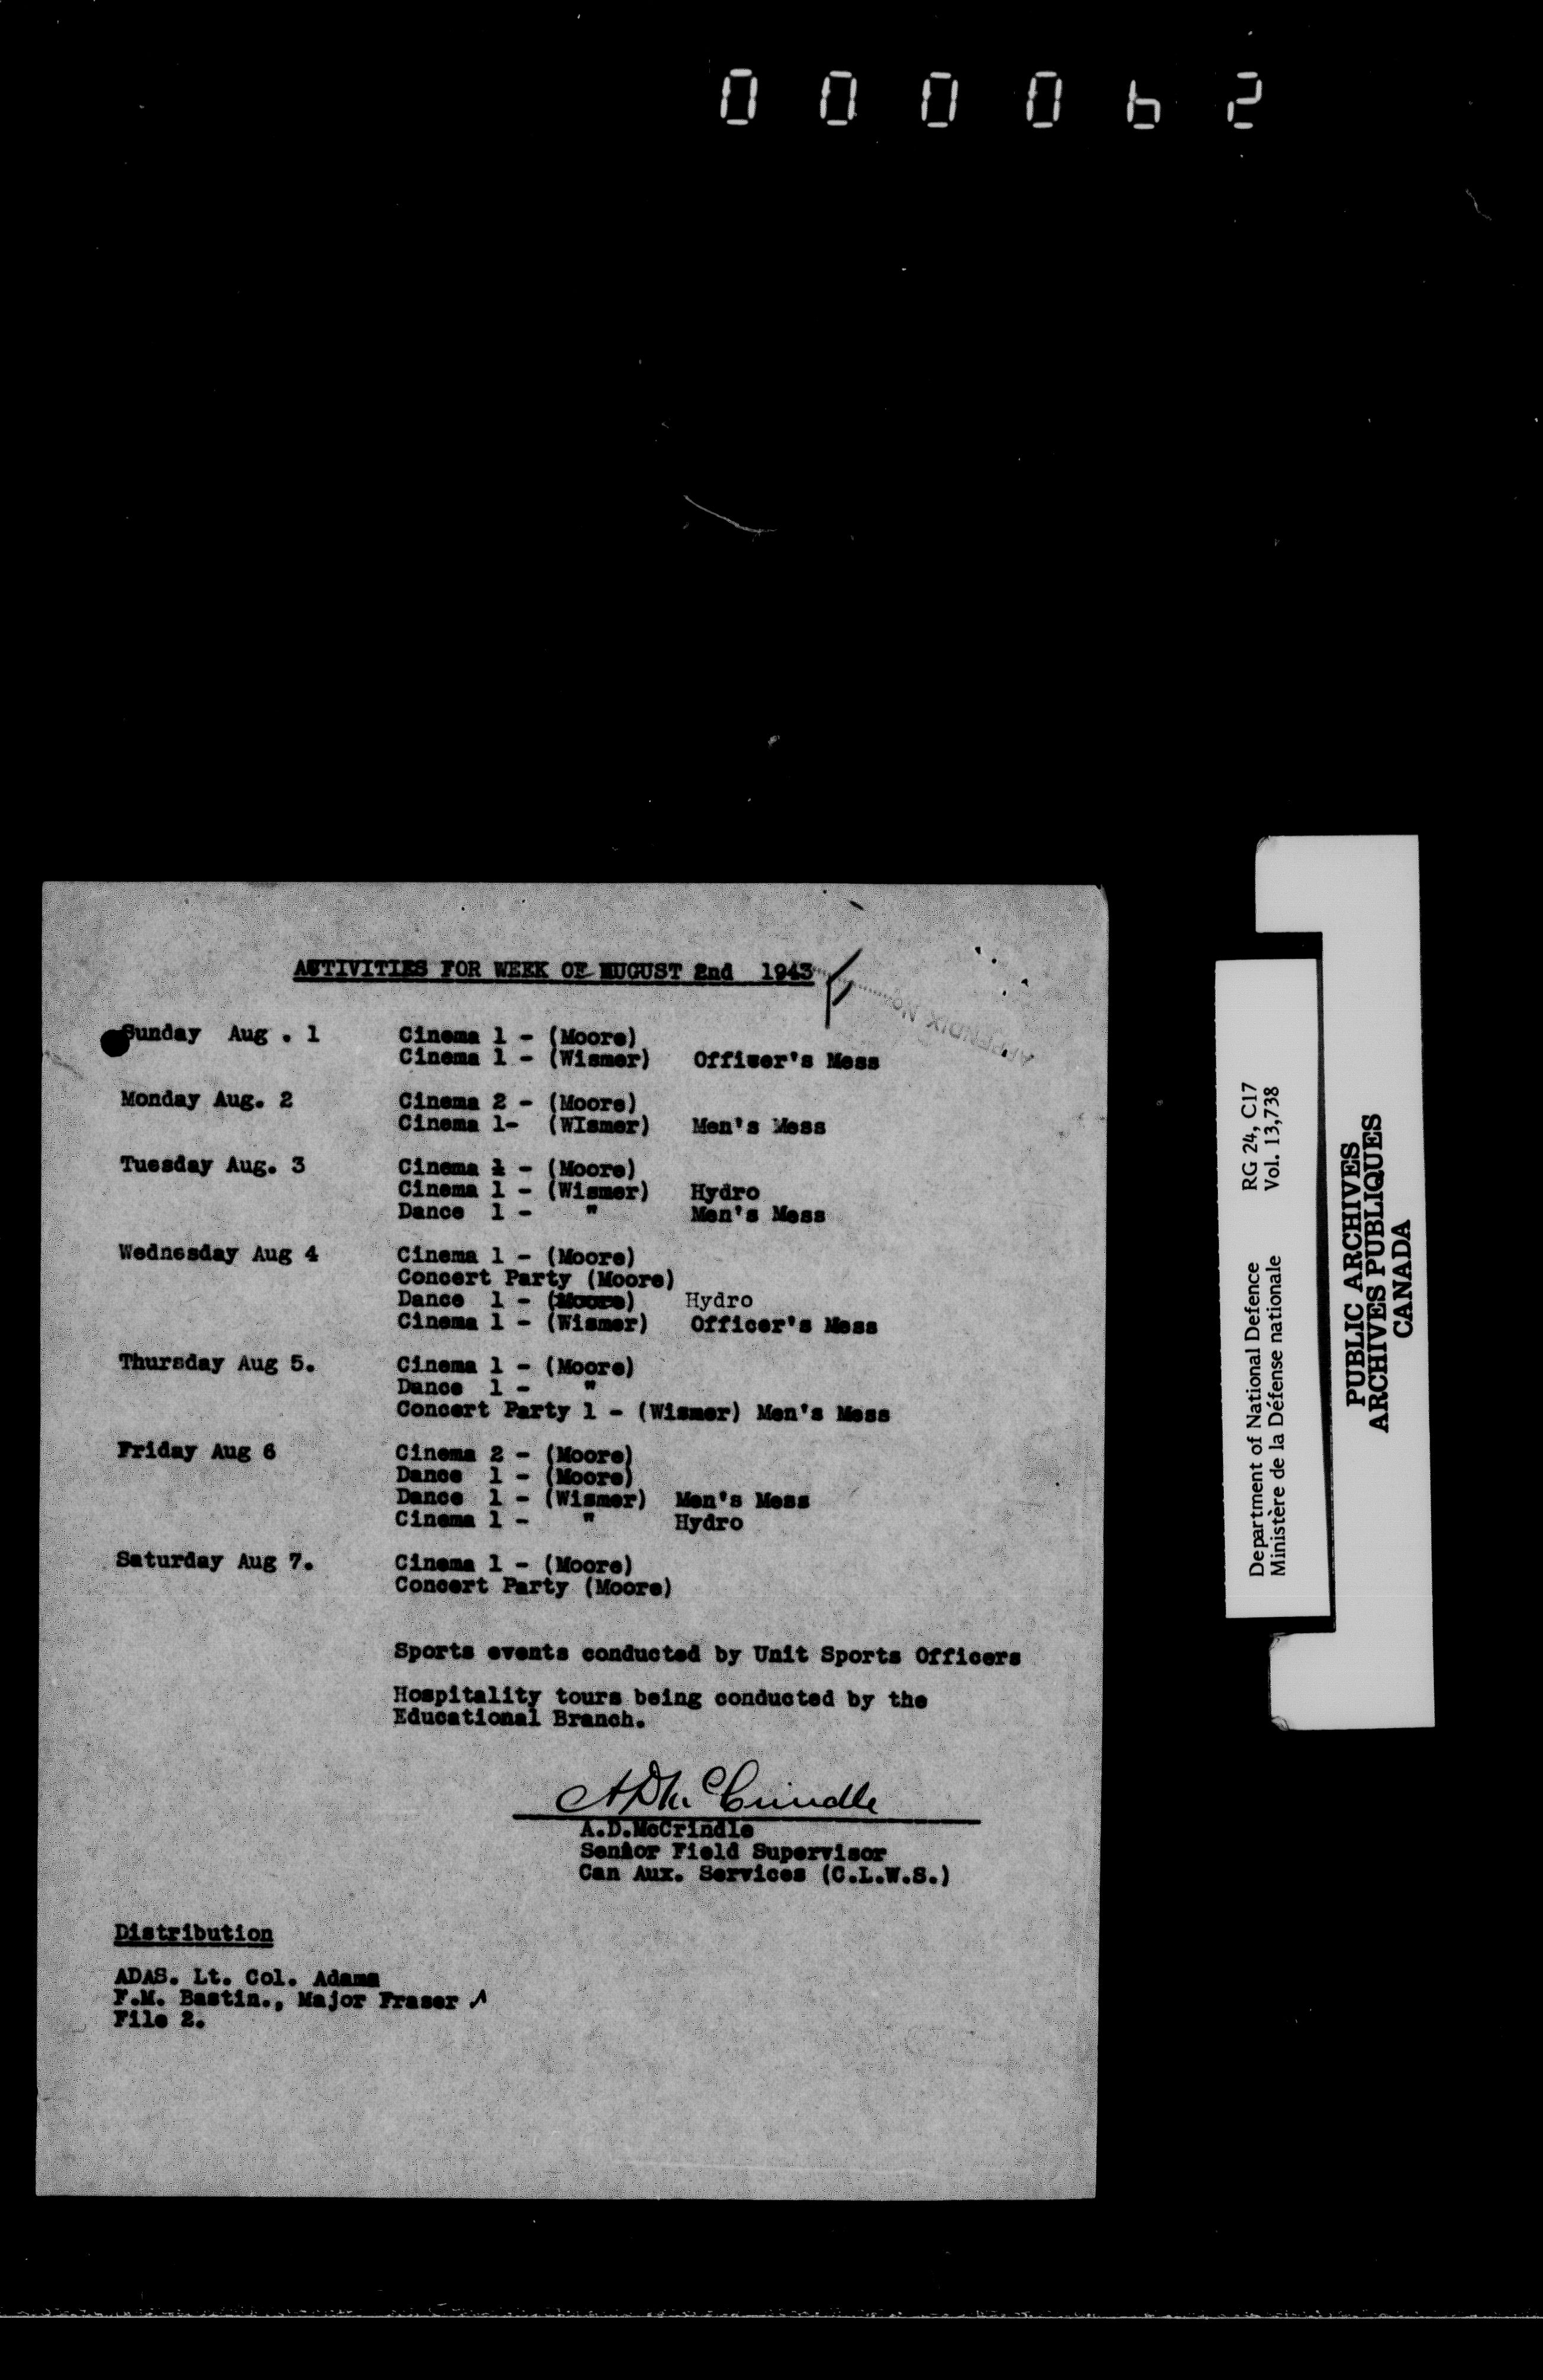 000062
ACTIVITIES FOR WEEK OF AUGUST 2nd 1943
APPENDIX No.
Sunday Aug . 1 Cinema 1 - (Moore)
Cinema 1 - (Wismer) Officer's Mess
Monday Aug. 2 Cinema 2 - (Moore)
Cinema 1- (WIsmer) Men's Mess
Tuesday Aug. 3 Cinema 1 - (Moore)
Cinema 1 - (Wismer) Hydro
Dance 1 - " Men's Mess
Wednesday Aug 4 Cinema 1 - (Moore)
Concert Party (Moore)
Dance 1 - (Moore) Hydro
Cinema 1 - (Wismer) Officer's Mess
Thursday Aug 5. Cinema 1 - (Moore)
Dance 1 - "
Concert Party 1 - (Wismer) Men's Mess
Friday Aug 6 Cinema 2 - (Moore)
Dance 1 - (Moore)
Dance 1 - (Wismer) Men's Mess
Cinema 1 - " Hydro
Saturday Aug 7. Cinema 1 - (Moore)
Concert Party (Moore)
Sports events conducted by Unit Sports Officers
Hospitality tours being conducted by the
Educational Branch.
A D McCrindle
A.D.McCrindle
Senior Field Supervisor
Can Aux. Services (C.L.W.S.)
Distribution
ADAS. Lt. Col. Adams
F.M. Bastin., Major Fraser
File 2.
Department of National Defence RG 24, C17
Ministère de la Défense nationale Vol. 13,738
PUBLIC ARCHIVES
ARCHIVES PUBLIQUES
CANADA